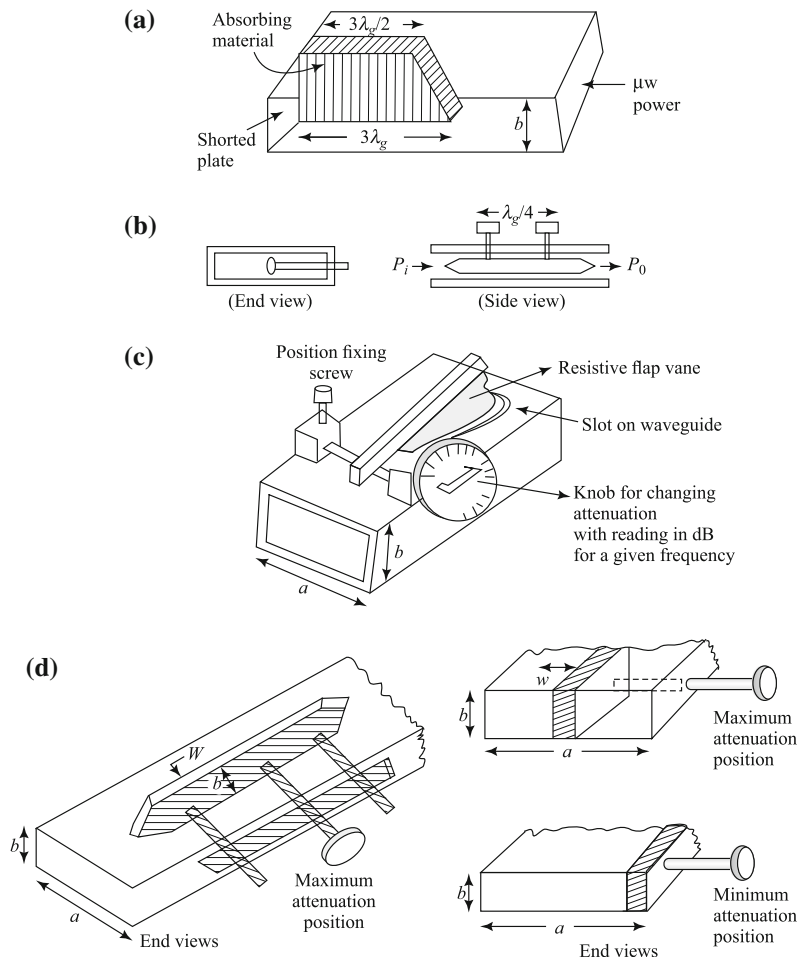 (a)
Absorbing
material
3λg/2
μw
power
Shorted
plate
b
3λg
(b)
λg/4
Pi
P0
(End view)
(Side view)
(c)
Position fixing
screw
Resistive flap vane
Slot on waveguide
Knob for changing
attenuation
with reading in dB
for a given frequency
b
a
(d)
W
b
b
a
Maximum
attenuation
position
End views
w
b
a
Maximum
attenuation
position
b
a
Minimum
attenuation
position
End views